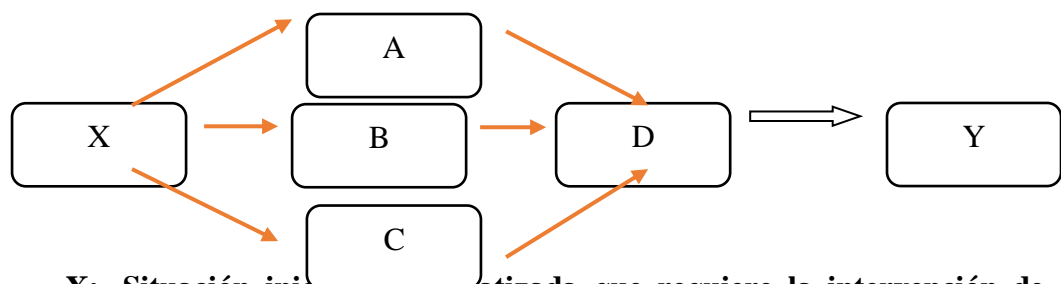 A
X B D Y
C
X: Situación que requiere la intervención de